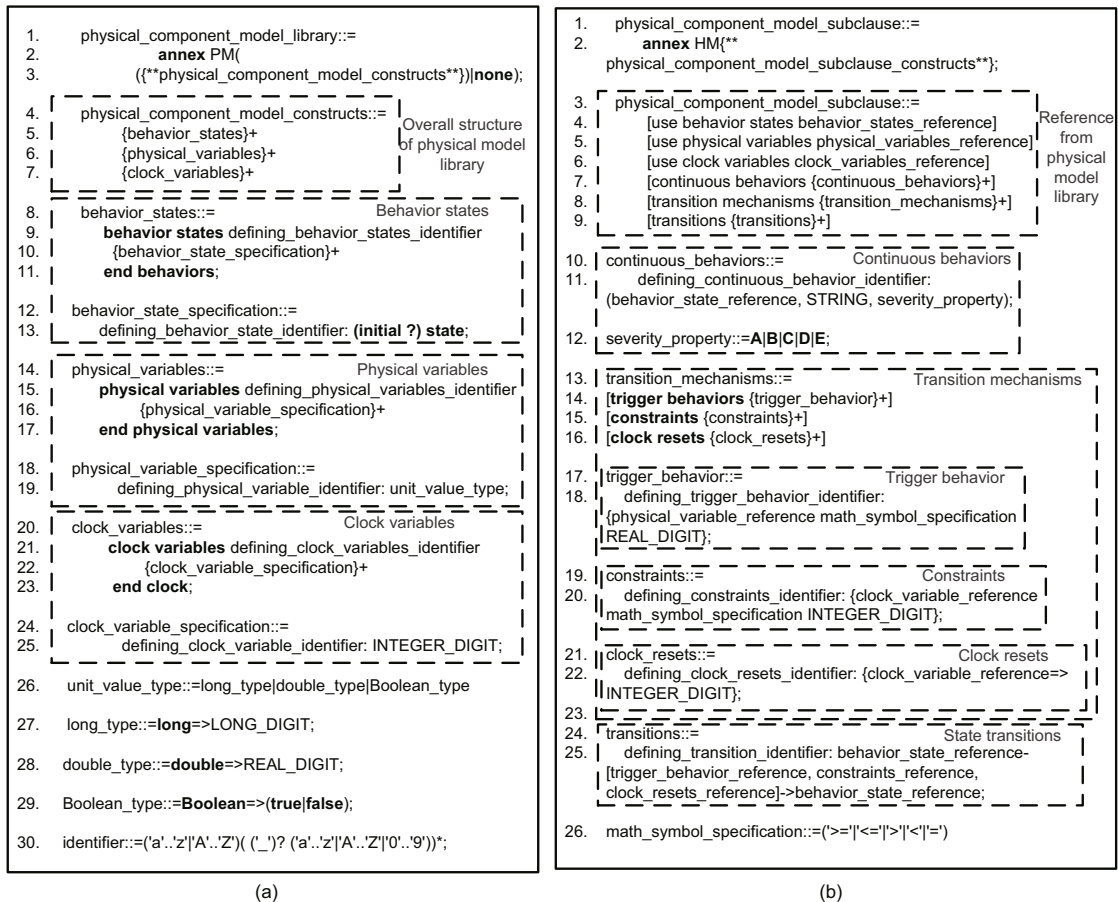 1. physical_component_model_library::=
2. annex PM(
3. ({**physical_component_model_constructs**})|none);
4. physical_component_model_constructs::=
5. {behavior_states}+
6. {physical_variables}+
7. {clock_variables}+
Overall structure
of physical model
library
8. behavior_states::= Behavior states
9. behavior states defining_behavior_states_identifier
10. {behavior_state_specification}+
11. end behaviors;
12. behavior_state_specification::=
13. defining_behavior_state_identifier: (initial ?) state;
14. physical_variables::= Physical variables
15. physical variables defining_physical_variables_identifier
16. {physical_variable_specification}+
17. end physical variables;
18. physical_variable_specification::=
19. defining_physical_variable_identifier: unit_value_type;
20. clock_variables::= Clock variables
21. clock variables defining_clock_variables_identifier
22. {clock_variable_specification}+
23. end clock;
24. clock_variable_specification::=
25. defining_clock_variable_identifier: INTEGER_DIGIT;
26. unit_value_type::=long_type|double_type|Boolean_type
27. long_type::=long=>LONG_DIGIT;
28. double_type::=double=>REAL_DIGIT;
29. Boolean_type::=Boolean=>(true|false);
30. identifier::=('a'..'z'|'A'..'Z')( ('_')? ('a'..'z'|'A'..'Z'|'0'..'9'))*;
(a)
1. physical_component_model_subclause::=
2. annex HM{**
physical_component_model_subclause_constructs**};
3. physical_component_model_subclause::=
4. [use behavior states behavior_states_reference]
5. [use physical variables physical_variables_reference]
6. [use clock variables clock_variables_reference]
7. [continuous behaviors {continuous_behaviors}+]
8. [transition mechanisms {transition_mechanisms}+]
9. [transitions {transitions}+]
Reference
from
physical
model
library
10. continuous_behaviors::= Continuous behaviors
11. defining_continuous_behavior_identifier:
(behavior_state_reference, STRING, severity_property);
12. severity_property::=A|B|C|D|E;
13. transition_mechanisms::= Transition mechanisms
14. [trigger behaviors {trigger_behavior}+]
15. [constraints {constraints}+]
16. [clock resets {clock_resets}+]
17. trigger_behavior::= Trigger behavior
18. defining_trigger_behavior_identifier:
{physical_variable_reference math_symbol_specification
REAL_DIGIT};
19. constraints::= Constraints
20. defining_constraints_identifier: {clock_variable_reference
math_symbol_specification INTEGER_DIGIT};
21. clock_resets::= Clock resets
22. defining_clock_resets_identifier: {clock_variable_reference=>
INTEGER_DIGIT};
23.
24. transitions::= State transitions
25. defining_transition_identifier: behavior_state_reference-
[trigger_behavior_reference, constraints_reference,
clock_resets_reference]->behavior_state_reference;
26. math_symbol_specification::=('>='|'<='|'>'|'<'|'=')
(b)